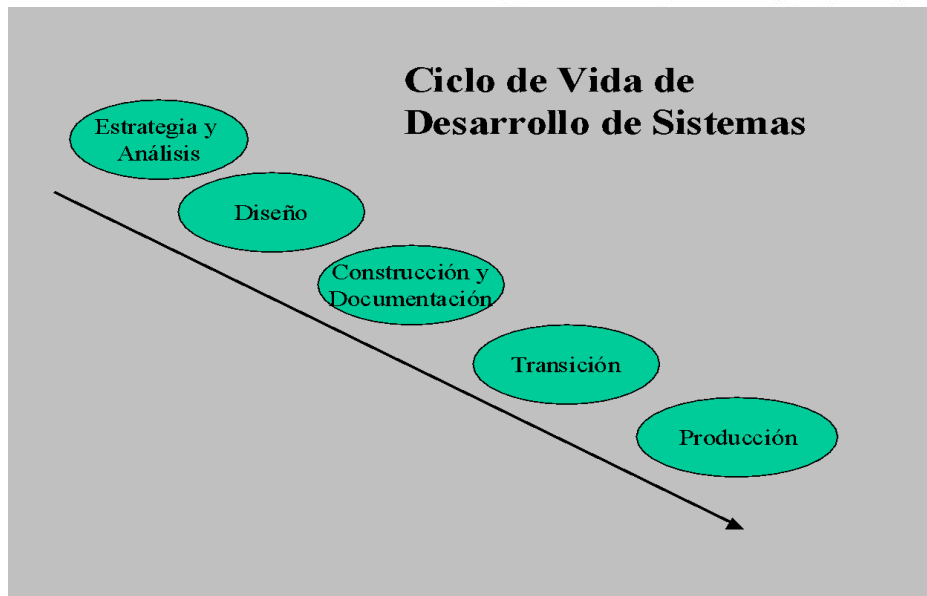 Ciclo de Vida de
Desarrollo de Sistemas
Estrategia y
Análisis
Diseño
Construcción y
Documentación
Transición
Producción